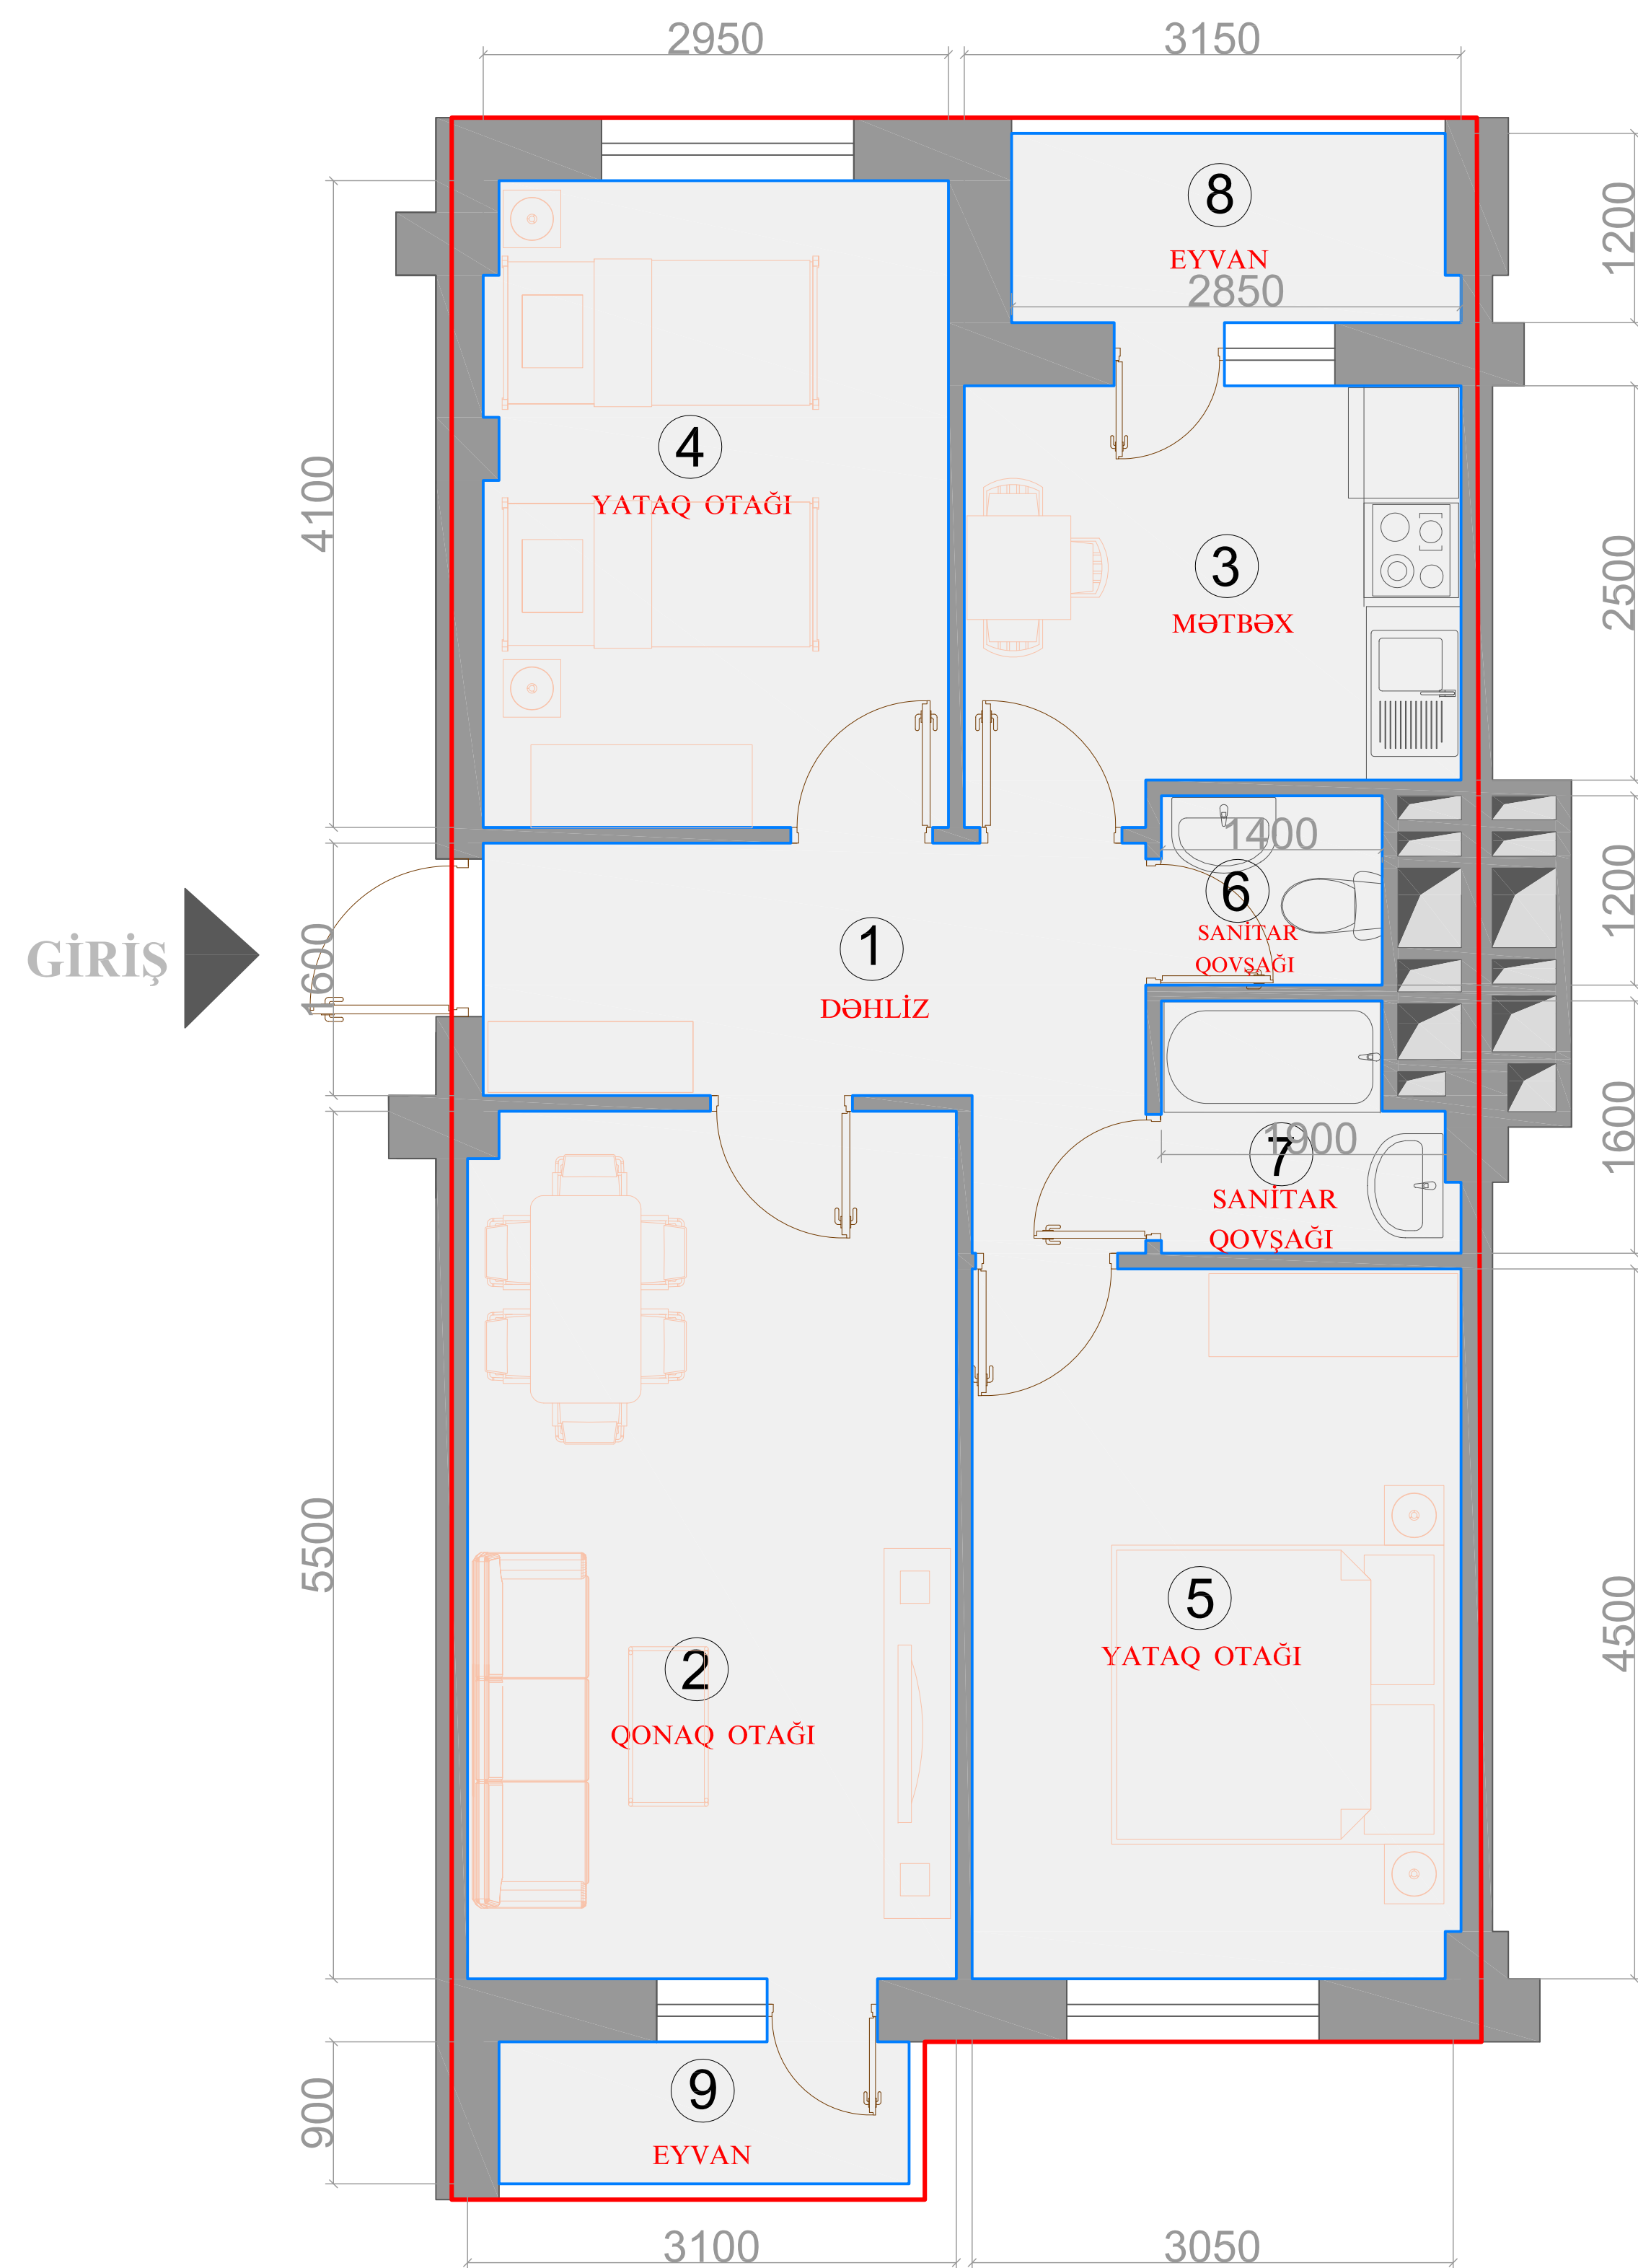 2950
3150
8
EYVAN
2850
1200
4
YATAQ OTAĞI
4100
3
MƏTBƏX
2500
1400
6
SANİTAR
QOVŞAĞI
1200
GİRİŞ
1600
1
DƏHLİZ
1900
7
SANİTAR
QOVŞAĞI
1600
5500
2
QONAQ OTAĞI
5
YATAQ OTAĞI
4500
9
EYVAN
900
3100
3050